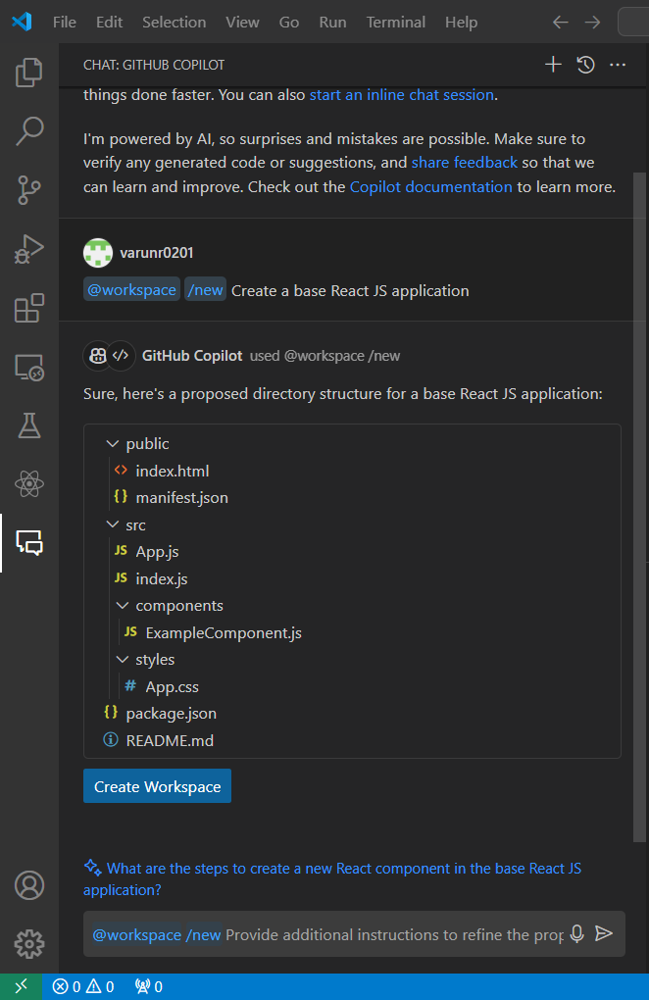 File Edit Selection View Go Run Terminal Help
CHAT: GITHUB COPILOT
things done faster. You can also start an inline chat session.
I'm powered by AI, so surprises and mistakes are possible. Make sure to
verify any generated code or suggestions, and share feedback so that we
can learn and improve. Check out the Copilot documentation to learn more.
varunr0201
@workspace /new Create a base React JS application
GitHub Copilot used @workspace /new
Sure, here's a proposed directory structure for a base React JS application:
public
<> index.html
{} manifest.json
src
JS App.js
JS index.js
components
JS ExampleComponent.js
styles
# App.css
{} package.json
README.md
Create Workspace
What are the steps to create a new React component in the base React JS
application?
@workspace /new Provide additional instructions to refine the prop
0 0 0